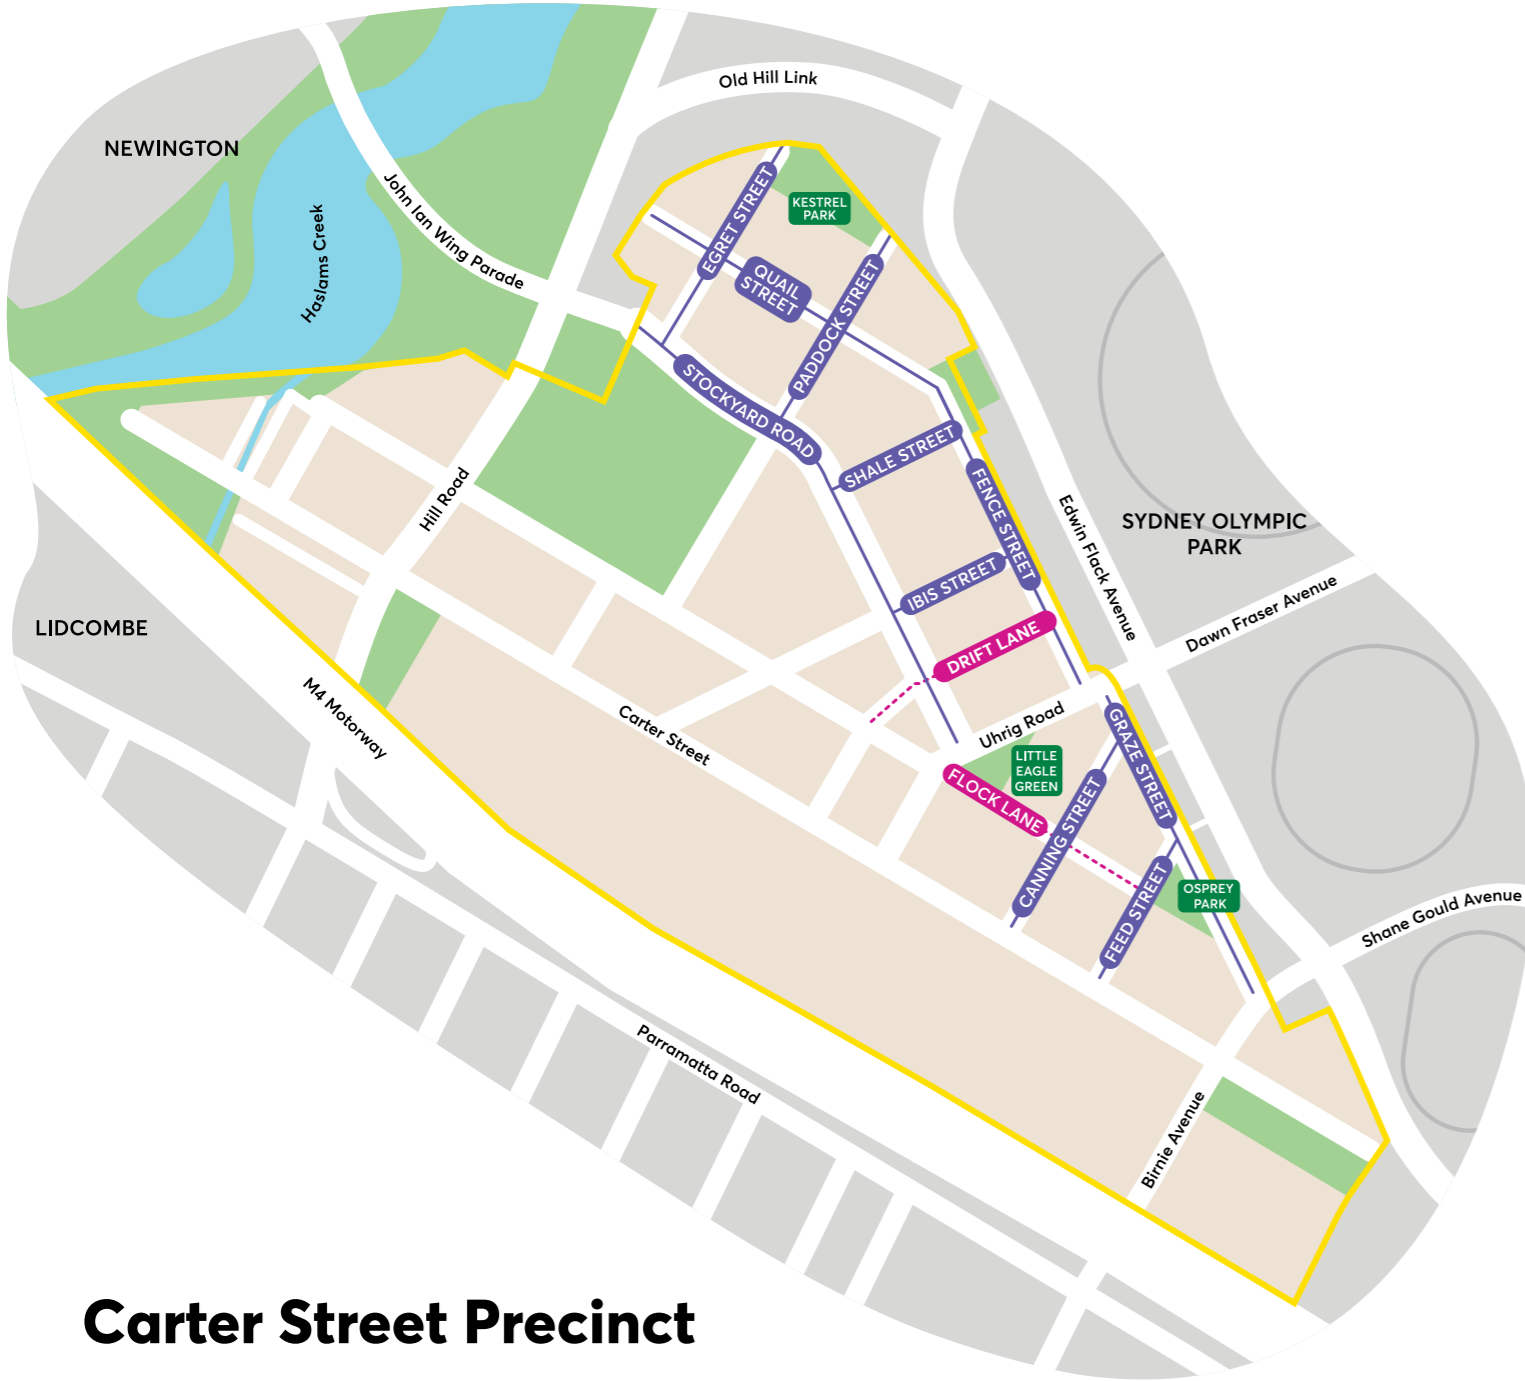 Old Hill Link
NEWINGTON
John Ian Wing Parade
Haslams Creek
EGRET STREET
KESTREL
PARK
QUAIL
STREET
PADDOCK STREET
STOCKYARD ROAD
SHALE STREET
FENCE STREET
Hill Road
Edwin Flack Avenue
SYDNEY OLYMPIC
PARK
IBIS STREET
Dawn Fraser Avenue
LIDCOMBE
DRIFT LANE
M4 Motorway
Carter Street
Uhrig Road
GRAZE STREET
LITTLE
EAGLE
GREEN
FLOCK LANE
CANNING STREET
FEED STREET
OSPREY
PARK
Shane Gould Avenue
Parramatta Road
Birnie Avenue
Carter Street Precinct